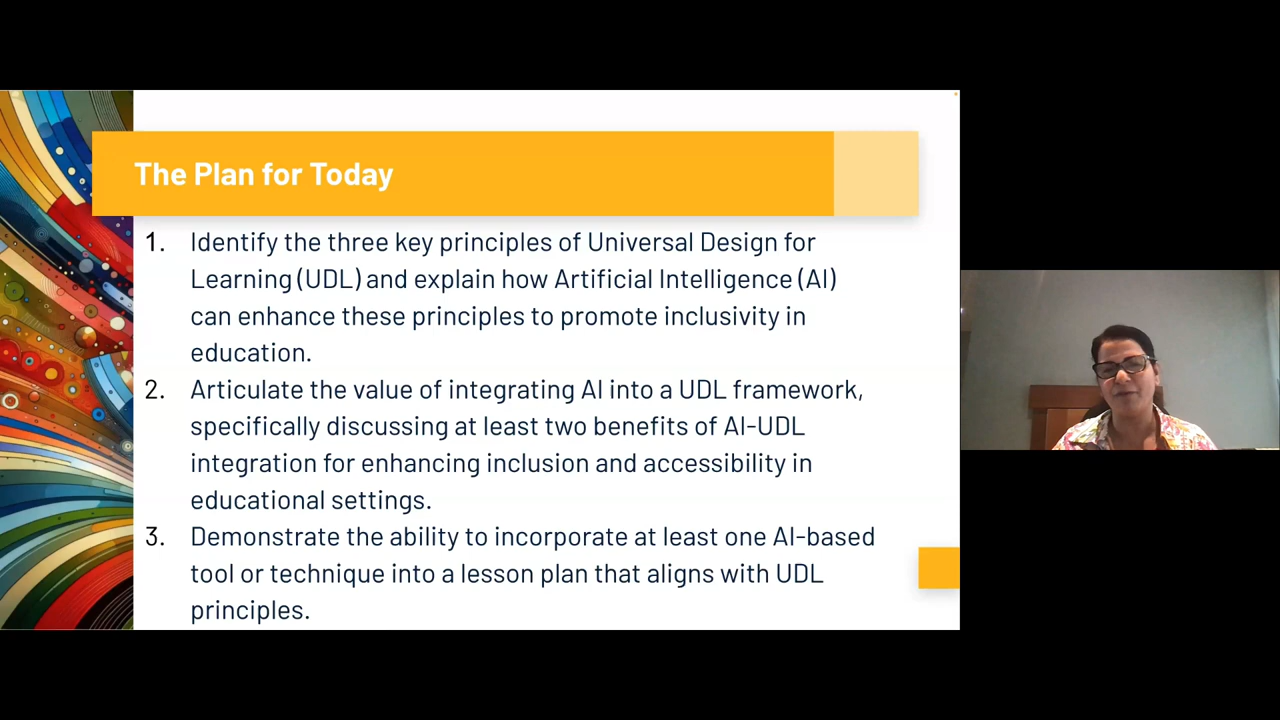 The Plan for Today
1. Identify the three key principles of Universal Design for
Learning (UDL) and explain how Artificial Intelligence (AI)
can enhance these principles to promote inclusivity in
education.
2. Articulate the value of integrating AI into a UDL framework,
specifically discussing at least two benefits of AI-UDL
integration for enhancing inclusion and accessibility in
educational settings.
3. Demonstrate the ability to incorporate at least one AI-based
tool or technique into a lesson plan that aligns with UDL
principles.